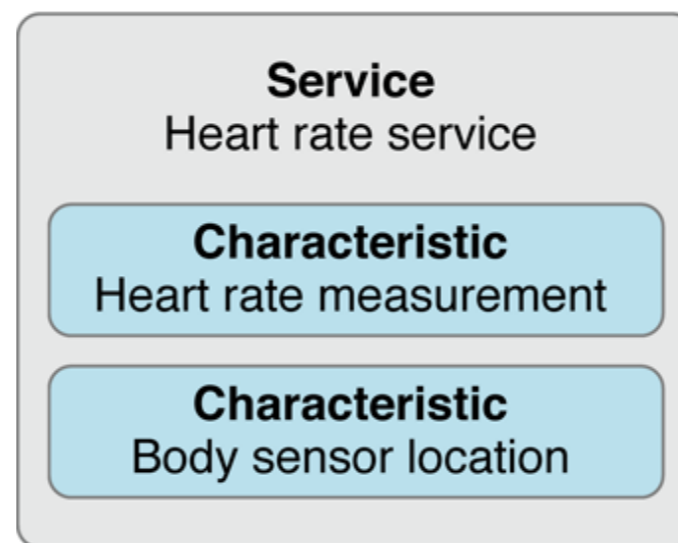 Service
Heart rate service
Characteristic
Heart rate measurement
Characteristic
Body sensor location